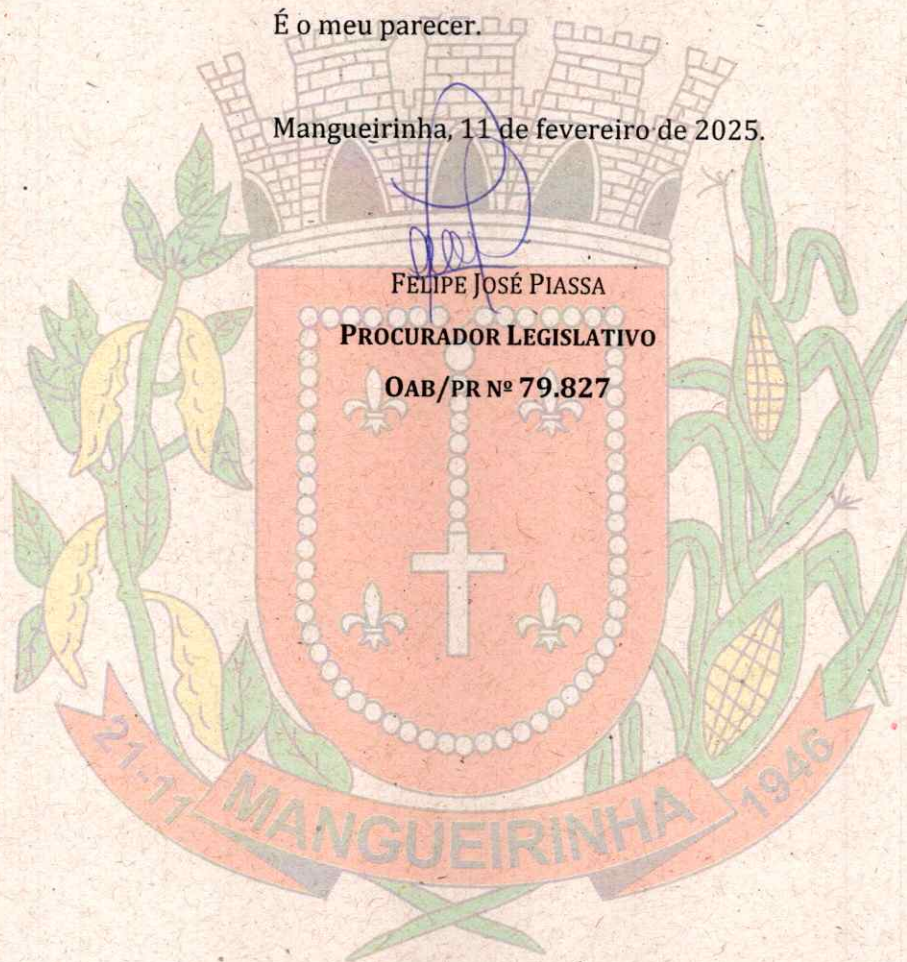 É o meu parecer.
Mangueirinha, 11 de fevereiro de 2025.
FELIPE JOSÉ PIASSA
PROCURADOR LEGISLATIVO
OAB/PR Nº 79.827
21-11 MANGUEIRINHA 1946